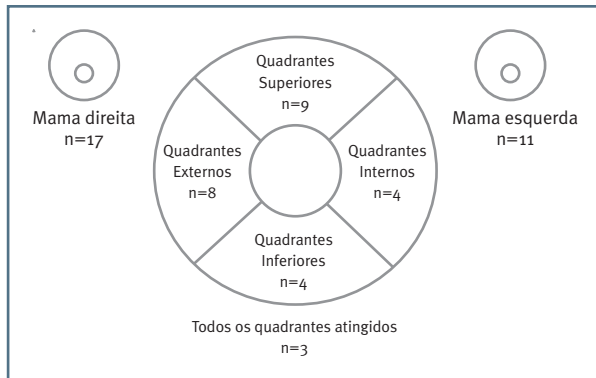 Mama direita
n=17
Quadrantes
Superiores
n=9
Mama esquerda
n=11
Quadrantes
Externos
n=8
Quadrantes
Internos
n=4
Quadrantes
Inferiores
n=4
Todos os quadrantes atingidos
n=3